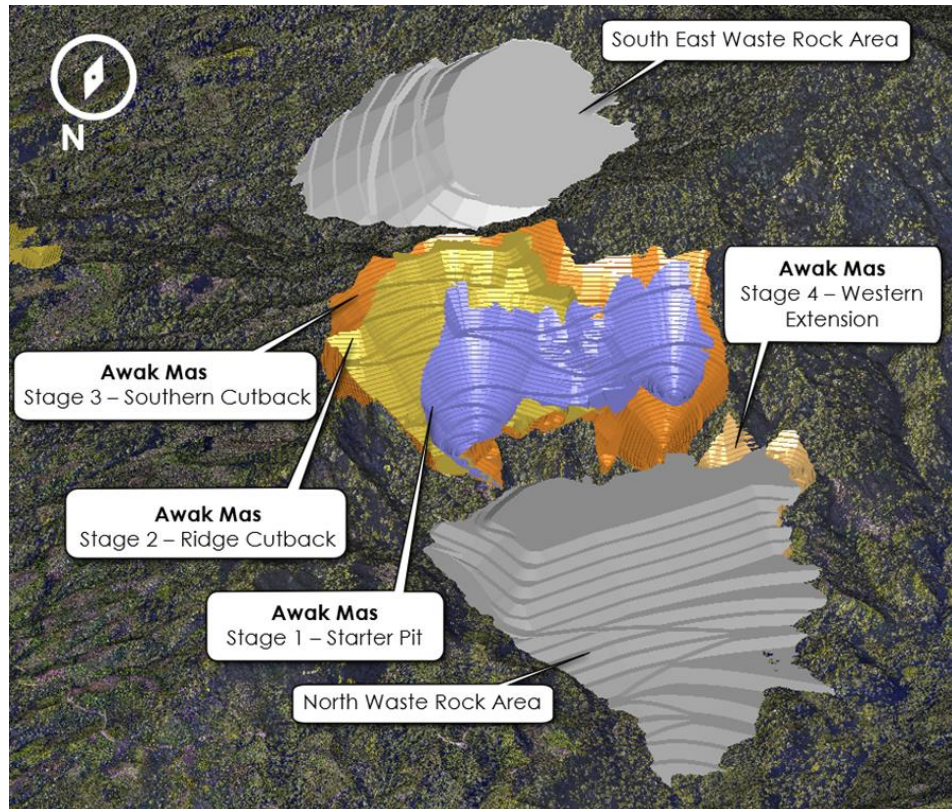 South East Waste Rock Area
N
Awak Mas
Stage 4 – Western
Extension
Awak Mas
Stage 3 – Southern Cutback
Awak Mas
Stage 2 – Ridge Cutback
Awak Mas
Stage 1 – Starter Pit
North Waste Rock Area